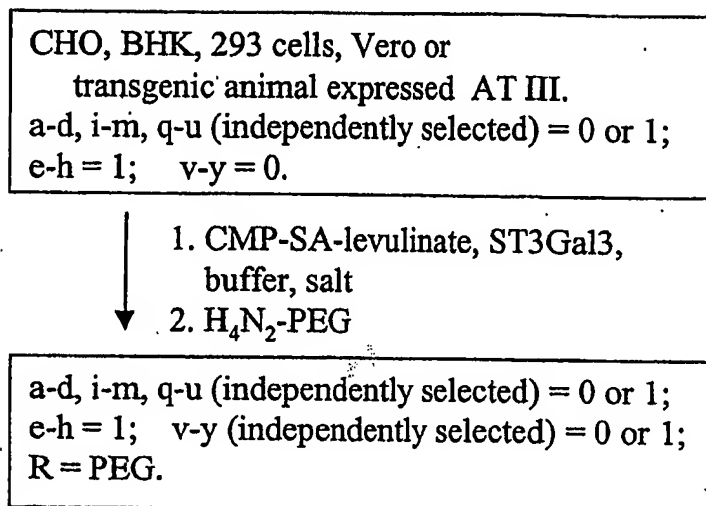 CHO, BHK, 293 cells, Vero or
transgenic animal expressed AT III.
a-d, i-m, q-u (independently selected) = 0 or 1;
e-h = 1; v-y = 0.
1. CMP-SA-levulinate, ST3Gal3,
buffer, salt
2. H₄N₂-PEG
a-d, i-m, q-u (independently selected) = 0 or 1;
e-h = 1; v-y (independently selected) = 0 or 1;
R = PEG.